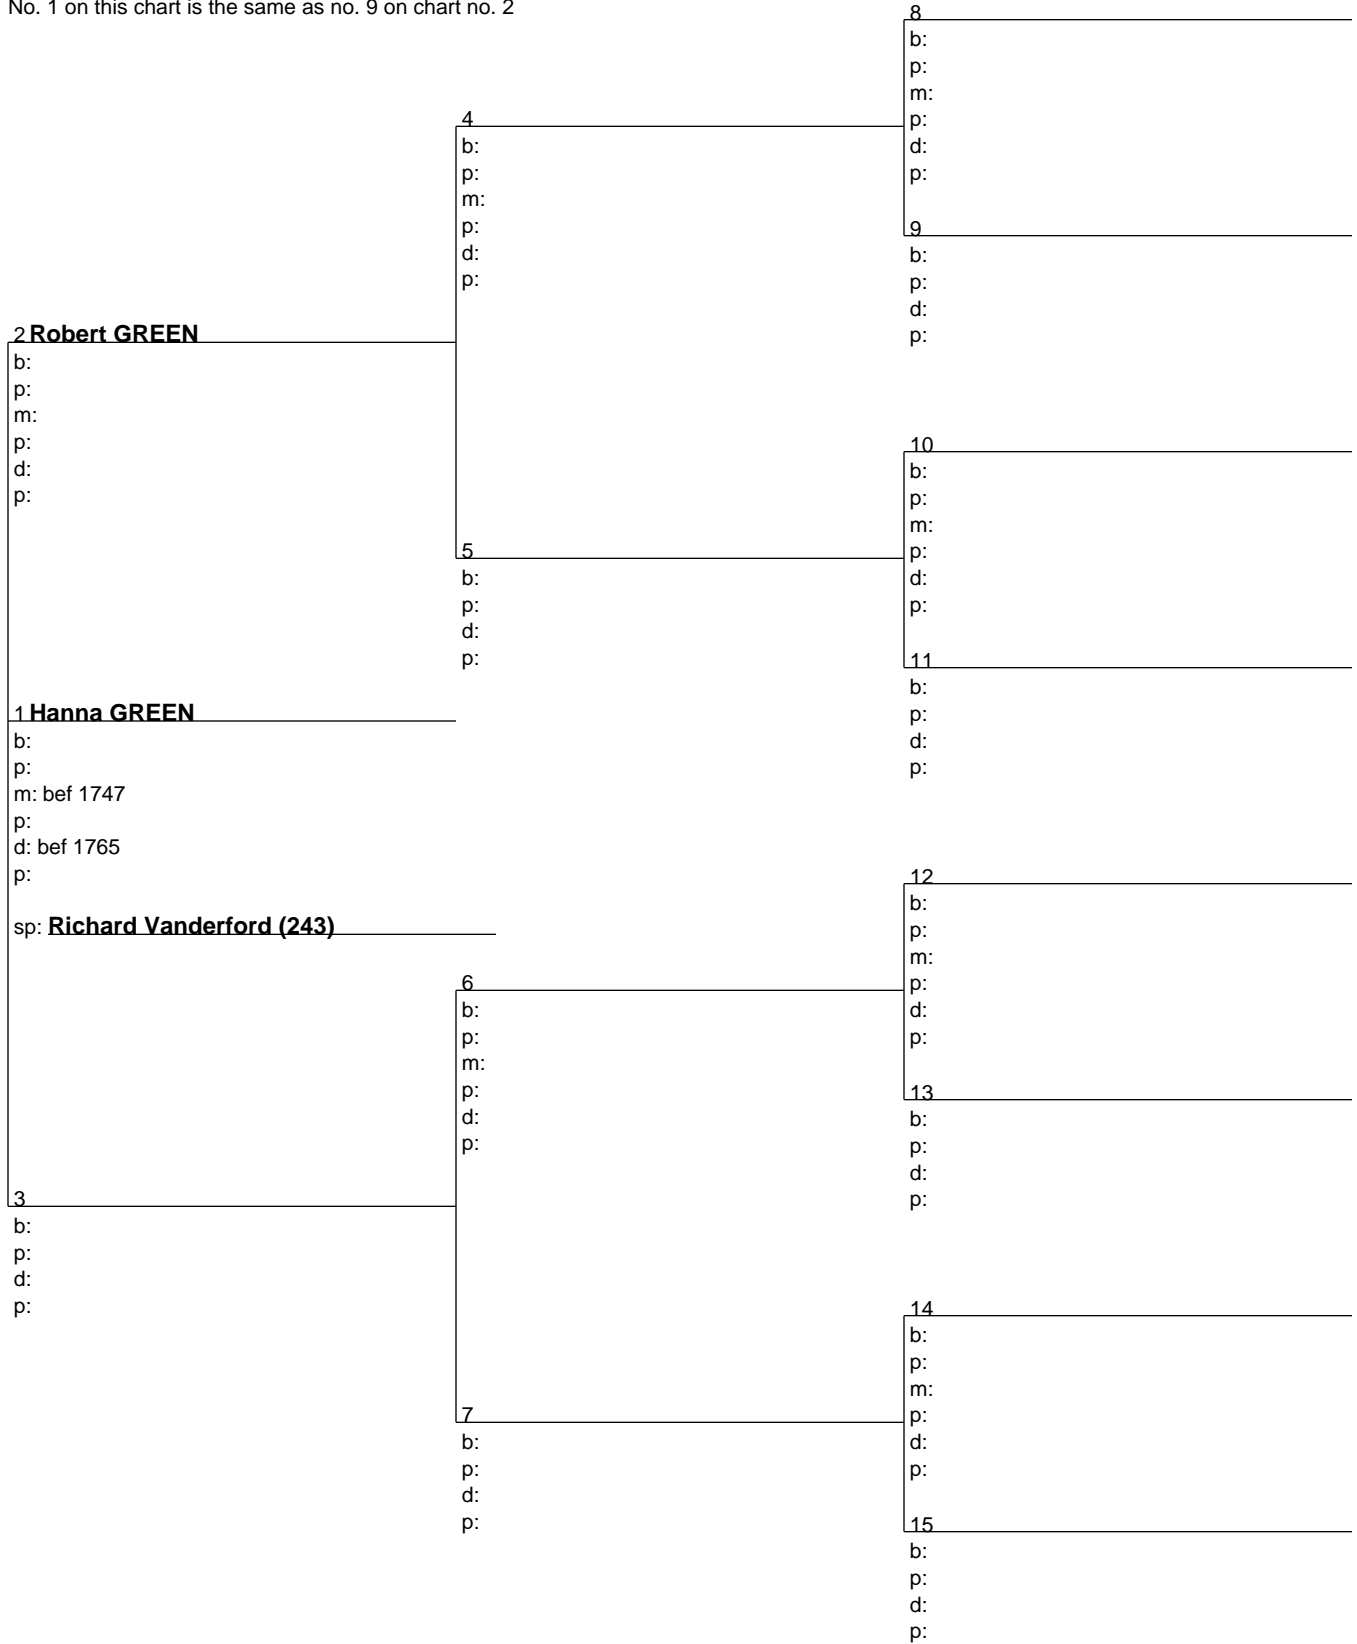 No. 1 on this chart is the same as no. 9 on chart no. 2
2 Robert GREEN
b:
p:
m:
p:
d:
p:
1 Hanna GREEN
b:
p:
m: bef 1747
p:
d: bef 1765
p:
sp: Richard Vanderford (243)
3
b:
p:
d:
p:
4
b:
p:
m:
p:
d:
p:
5
b:
p:
d:
p:
6
b:
p:
m:
p:
d:
p:
7
b:
p:
d:
p:
8
b:
p:
m:
p:
d:
p:
9
b:
p:
d:
p:
10
b:
p:
m:
p:
d:
p:
11
b:
p:
d:
p:
12
b:
p:
m:
p:
d:
p:
13
b:
p:
d:
p:
14
b:
p:
m:
p:
d:
p:
15
b:
p:
d:
p: